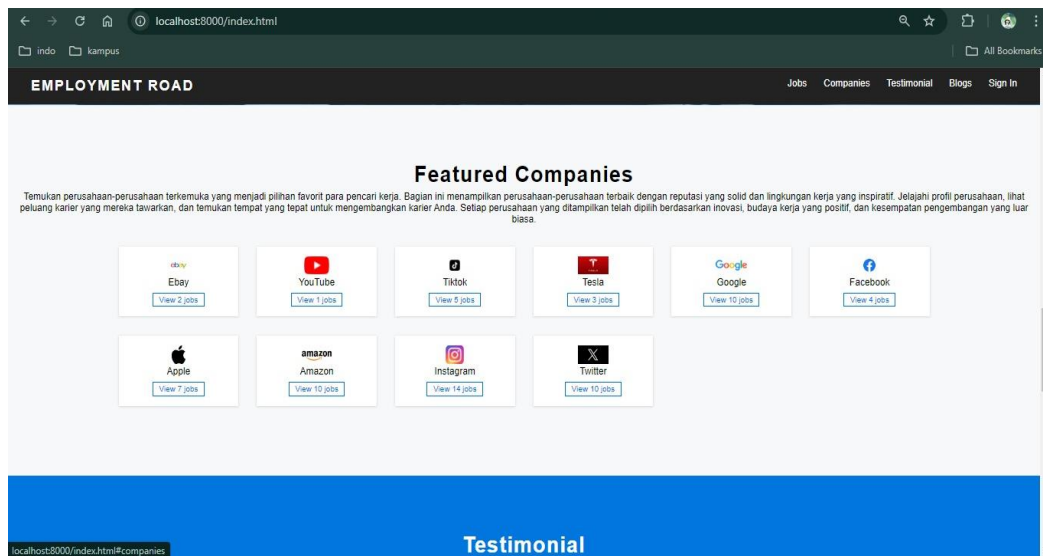 localhost:8000/index.html
indo kampus All Bookmarks
EMPLOYMENT ROAD Jobs Companies Testimonial Blogs Sign In
Featured Companies
Temukan perusahaan-perusahaan terkemuka yang menjadi pilihan favorit para pencari kerja. Bagian ini menampilkan perusahaan-perusahaan terbaik dengan reputasi yang solid dan lingkungan kerja yang inspiratif. Jelajahi profil perusahaan, lihat
peluang karier yang mereka tawarkan, dan temukan tempat yang tepat untuk mengembangkan karier Anda. Setiap perusahaan yang ditampilkan telah dipilih berdasarkan inovasi, budaya kerja yang positif, dan kesempatan pengembangan yang luar
biasa.
ebay Google
Ebay YouTube Tiktok Tesla Google Facebook
View 2 jobs View 1 jobs View 5 jobs View 3 jobs View 10 jobs View 4 jobs
amazon
Apple Amazon Instagram Twitter
View 7 jobs View 10 jobs View 14 jobs View 10 jobs
Testimonial
localhost:8000/index.html#companies